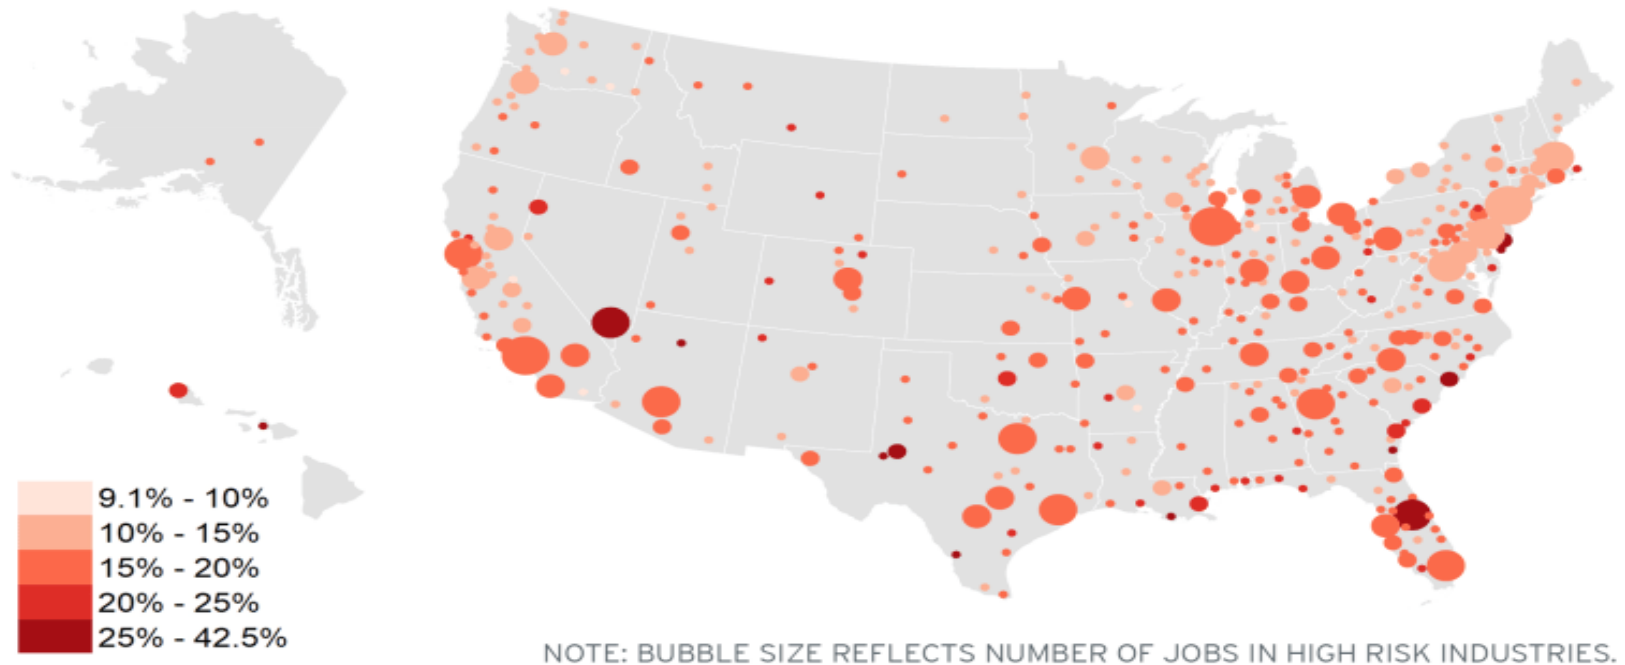 9.1% - 10%
10% - 15%
15% - 20%
20% - 25%
25% - 42.5%
NOTE: BUBBLE SIZE REFLECTS NUMBER OF JOBS IN HIGH RISK INDUSTRIES.